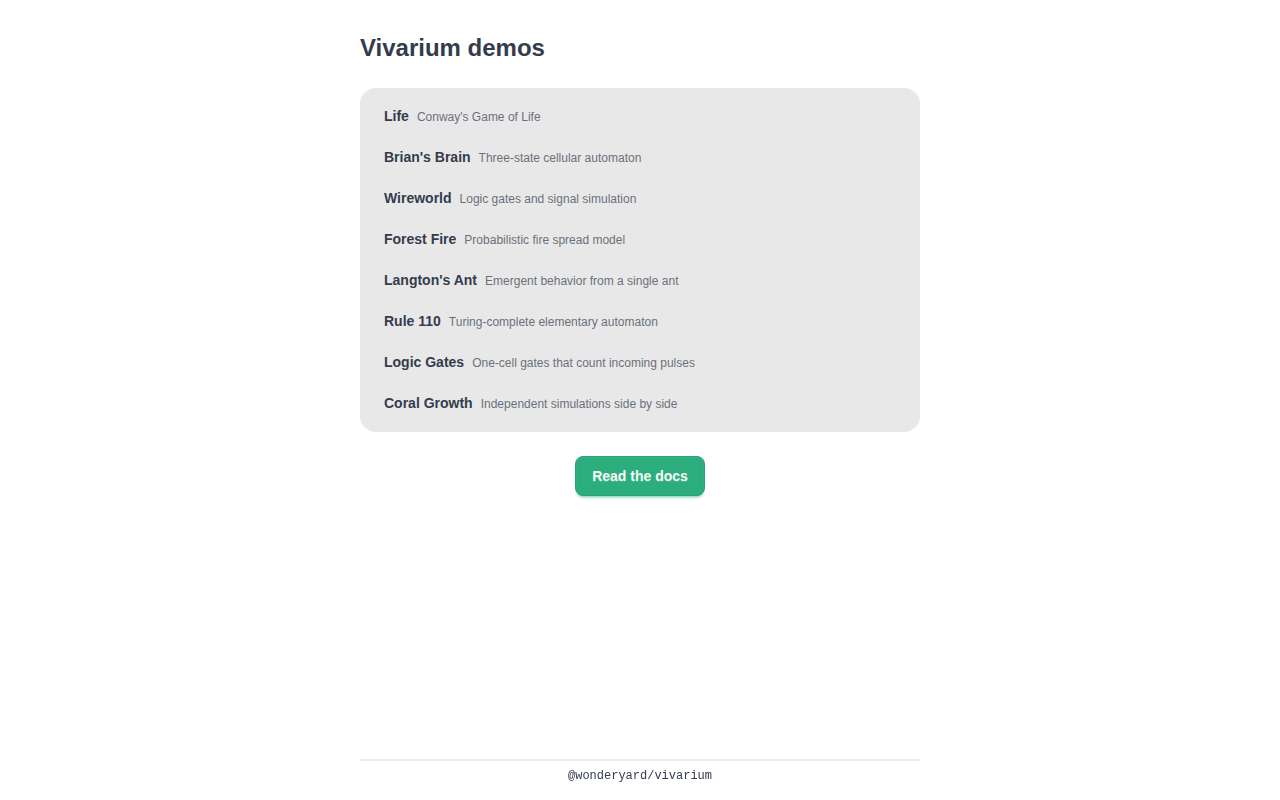 Vivarium demos
Life Conway's Game of Life
Brian's Brain Three-state cellular automaton
Wireworld Logic gates and signal simulation
Forest Fire Probabilistic fire spread model
Langton's Ant Emergent behavior from a single ant
Rule 110 Turing-complete elementary automaton
Logic Gates One-cell gates that count incoming pulses
Coral Growth Independent simulations side by side
Read the docs
@wonderyard/vivarium